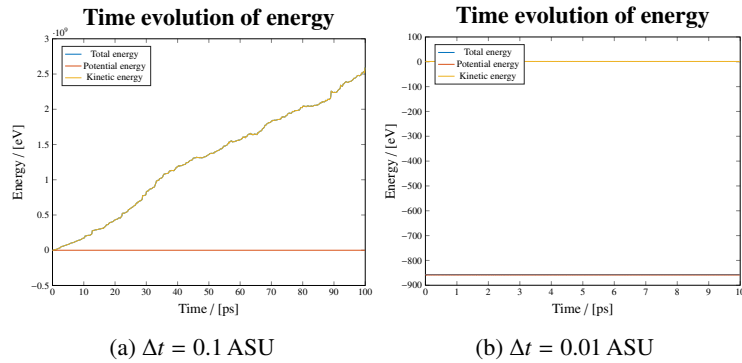 Time evolution of energy
·10⁹
3
2.5
2
1.5
1
0.5
0
−0.5
Energy / [eV]
Total energy
Potential energy
Kinetic energy
0 10 20 30 40 50 60 70 80 90 100
Time / [ps]
(a) Δt = 0.1 ASU
Time evolution of energy
100
0
−100
−200
−300
−400
−500
−600
−700
−800
−900
Energy / [eV]
Total energy
Potential energy
Kinetic energy
0 1 2 3 4 5 6 7 8 9 10
Time / [ps]
(b) Δt = 0.01 ASU